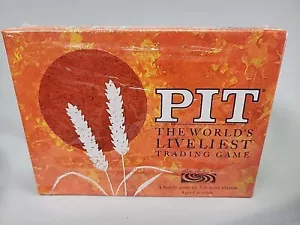 PIT
THE WORLD'S
LIVELIEST
TRADING GAME